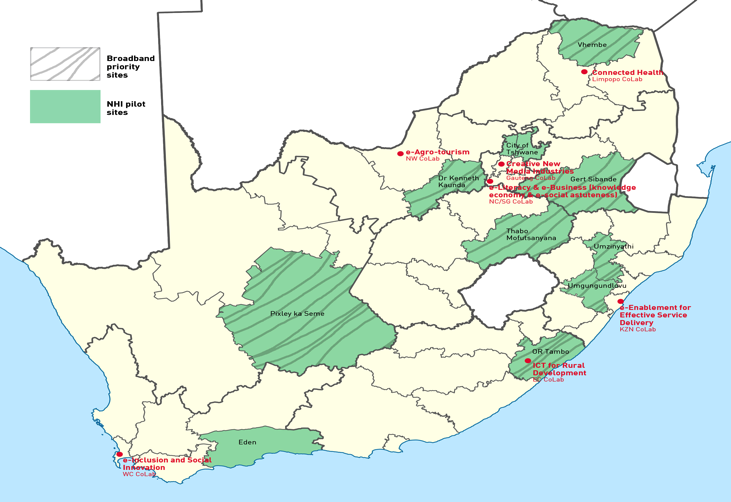 Broadband
priority
sites
NHI pilot
sites
Vhembe
Connected Health
Limpopo CoLab
City of
Tshwane
e-Agro-tourism
NW CoLab
Creative New
Media Industries
Gauteng CoLab
Dr Kenneth
Kaunda
Gert Sibande
e-Literacy & e-Business (knowledge
economy & e-social astuteness)
NC/SG CoLab
Thabo
Mofutsanyana
Umzinyathi
Umgungundlovu
Pixley ka Seme
e-Enablement for
Effective Service
Delivery
KZN CoLab
OR Tambo
ICT for Rural
Development
EC CoLab
Eden
e-Inclusion and Social
Innovation
WC CoLab